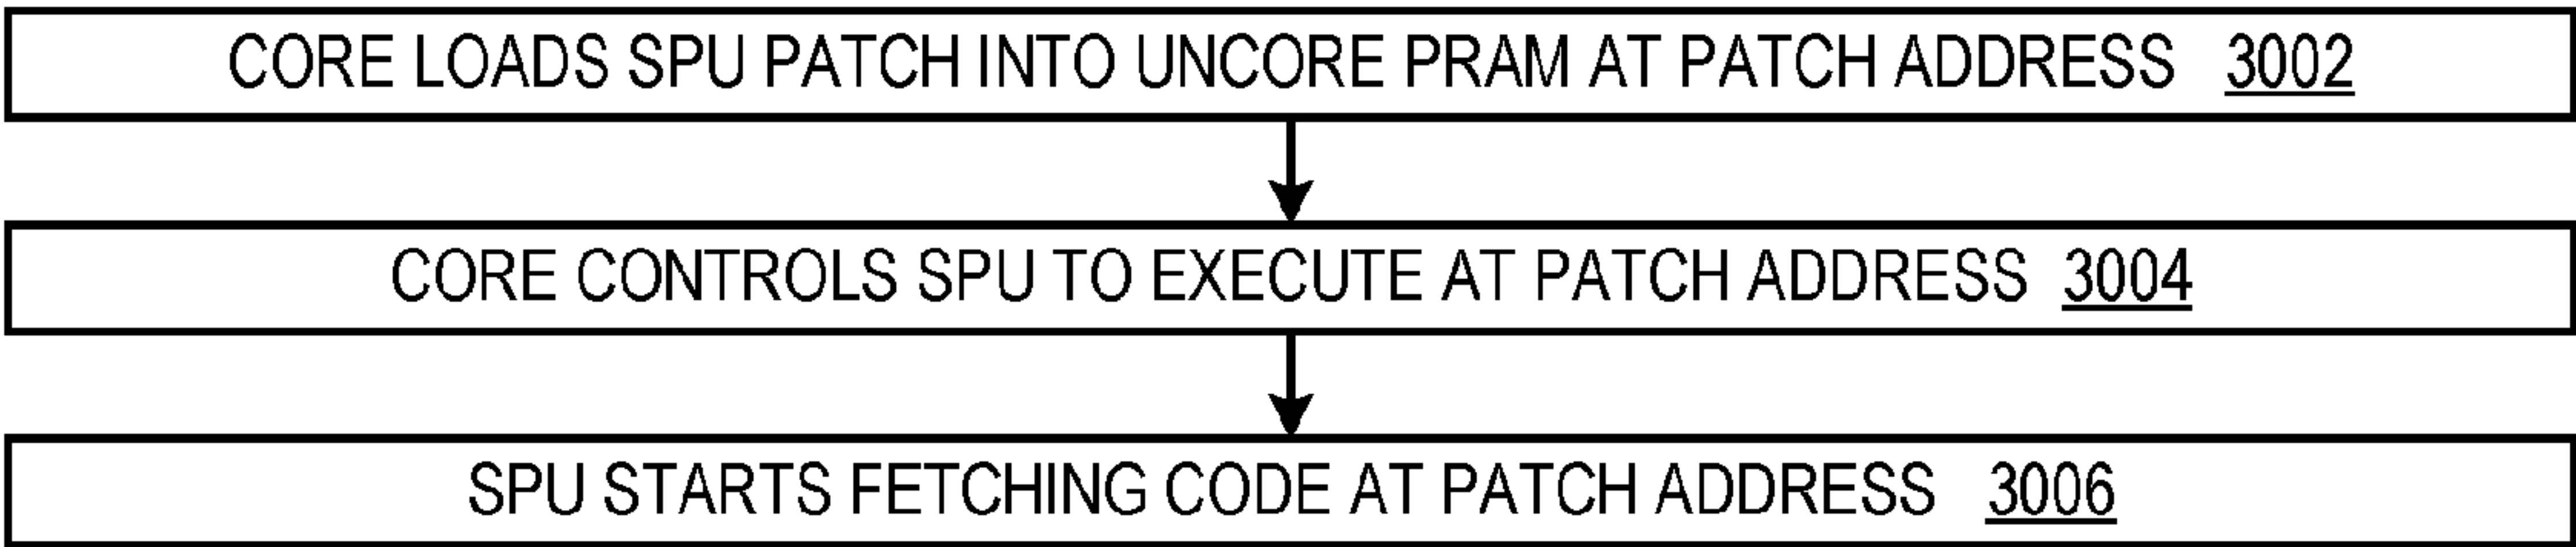 CORE LOADS SPU PATCH INTO UNCORE PRAM AT PATCH ADDRESS 3002
CORE CONTROLS SPU TO EXECUTE AT PATCH ADDRESS 3004
SPU STARTS FETCHING CODE AT PATCH ADDRESS 3006